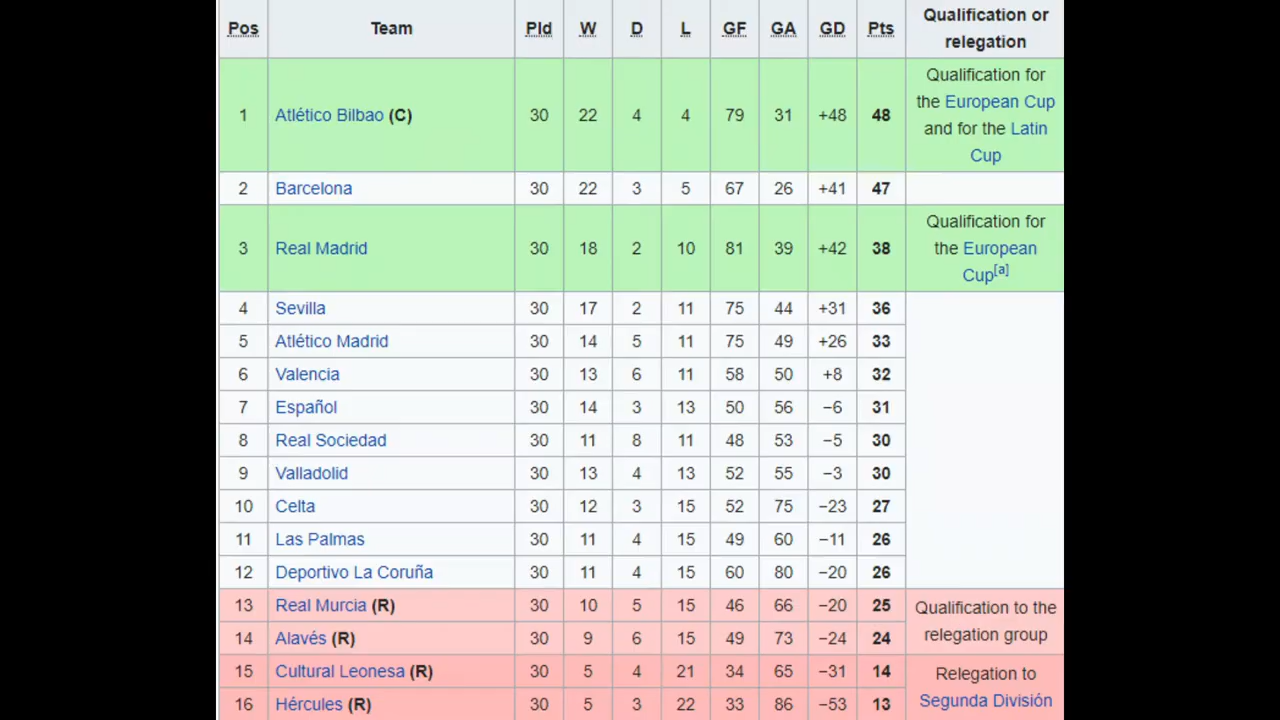 Pos Team Pld W D L GF GA GD Pts Qualification or
relegation
1 Atlético Bilbao (C) 30 22 4 4 79 31 +48 48 Qualification for
the European Cup
and for the Latin
Cup
2 Barcelona 30 22 3 5 67 26 +41 47
3 Real Madrid 30 18 2 10 81 39 +42 38 Qualification for
the European
Cup[a]
4 Sevilla 30 17 2 11 75 44 +31 36
5 Atlético Madrid 30 14 5 11 75 49 +26 33
6 Valencia 30 13 6 11 58 50 +8 32
7 Español 30 14 3 13 50 56 −6 31
8 Real Sociedad 30 11 8 11 48 53 −5 30
9 Valladolid 30 13 4 13 52 55 −3 30
10 Celta 30 12 3 15 52 75 −23 27
11 Las Palmas 30 11 4 15 49 60 −11 26
12 Deportivo La Coruña 30 11 4 15 60 80 −20 26
13 Real Murcia (R) 30 10 5 15 46 66 −20 25 Qualification to the
14 Alavés (R) 30 9 6 15 49 73 −24 24 relegation group
15 Cultural Leonesa (R) 30 5 4 21 34 65 −31 14 Relegation to
16 Hércules (R) 30 5 3 22 33 86 −53 13 Segunda División